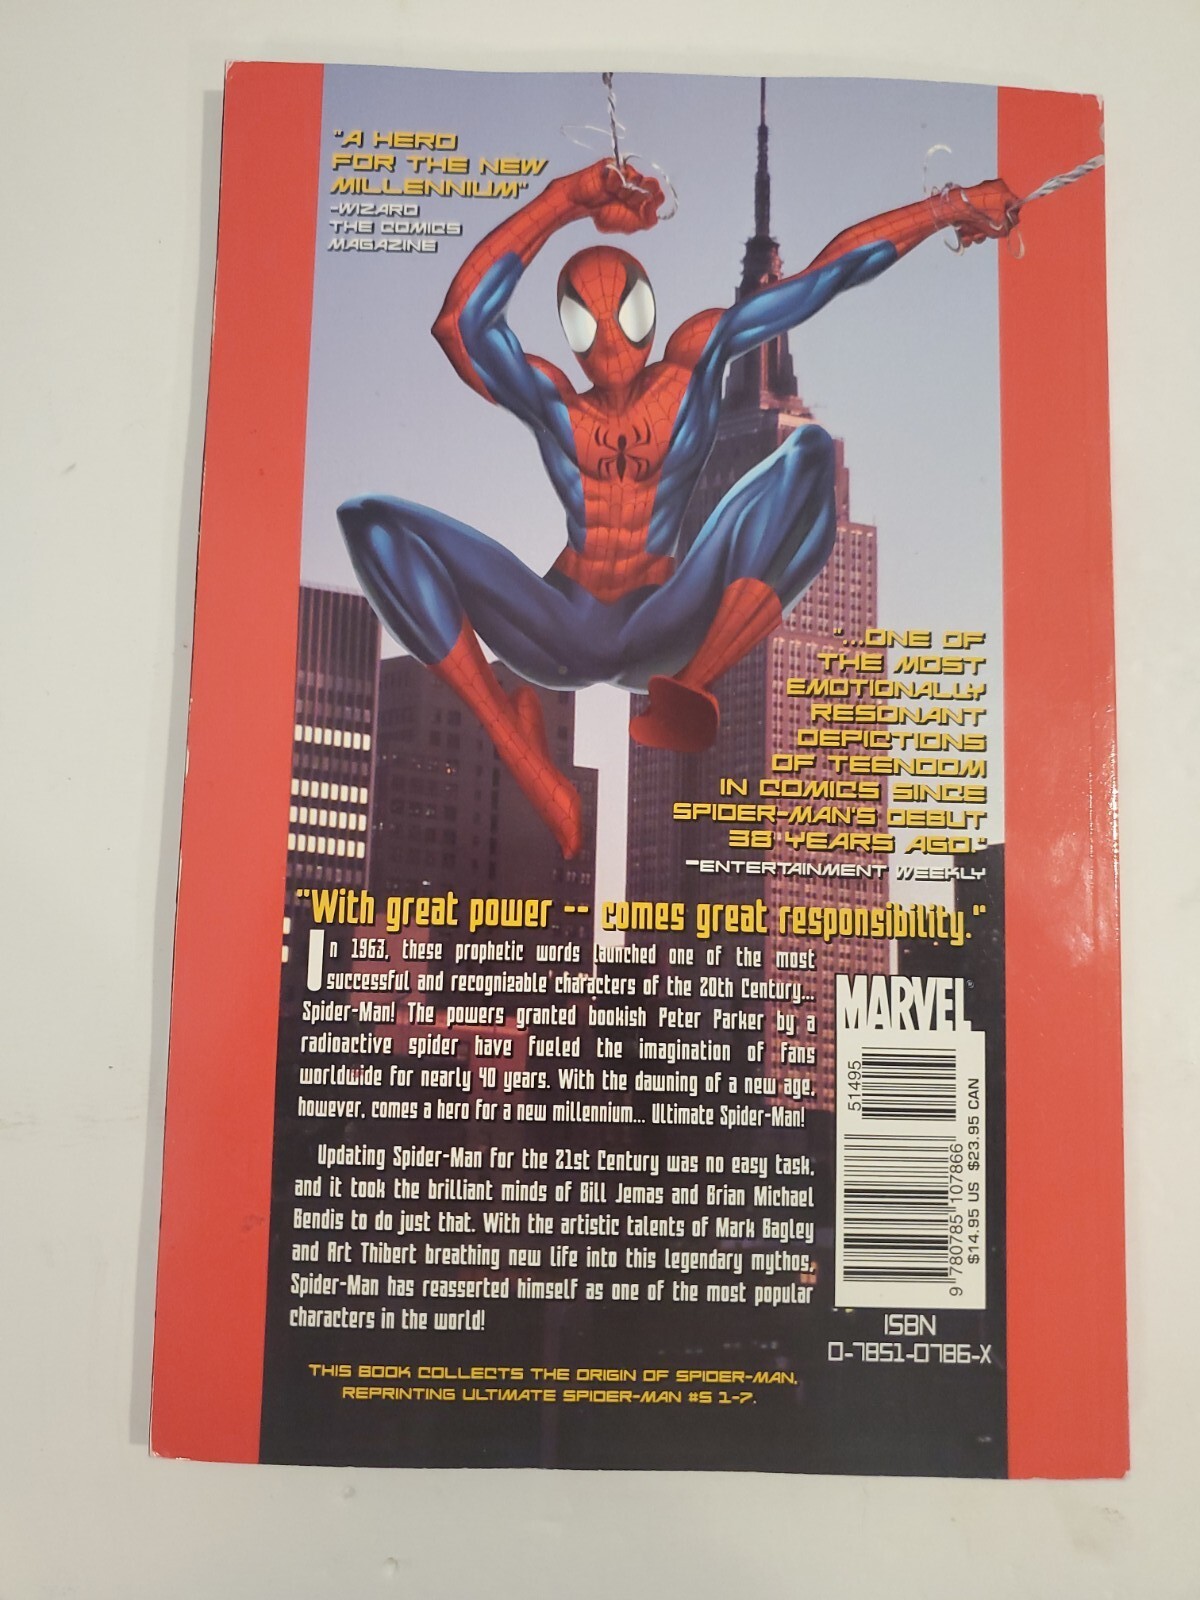 "A HERO
FOR THE NEW
MILLENNIUM"
-WIZARD
THE COMICS
MAGAZINE
"...ONE OF
THE MOST
EMOTIONALLY
RESONANT
DEPICTIONS
OF TEENDOM
IN COMICS SINCE
SPIDER-MAN'S DEBUT
38 YEARS AGO."
-ENTERTAINMENT WEEKLY
"With great power -- comes great responsibility."
In 1963, these prophetic words launched one of the most
successful and recognizable characters of the 20th Century...
Spider-Man! The powers granted bookish Peter Parker by a
radioactive spider have fueled the imagination of fans
worldwide for nearly 40 years. With the dawning of a new age,
however, comes a hero for a new millennium... Ultimate Spider-Man!
Updating Spider-Man for the 21st Century was no easy task,
and it took the brilliant minds of Bill Jemas and Brian Michael
Bendis to do just that. With the artistic talents of Mark Bagley
and Art Thibert breathing new life into this legendary mythos,
Spider-Man has reasserted himself as one of the most popular
characters in the world!
THIS BOOK COLLECTS THE ORIGIN OF SPIDER-MAN,
REPRINTING ULTIMATE SPIDER-MAN #S 1-7.
MARVEL®
51495
9 780785 107866
$14.95 US $23.95 CAN
ISBN
0-7851-0786-X